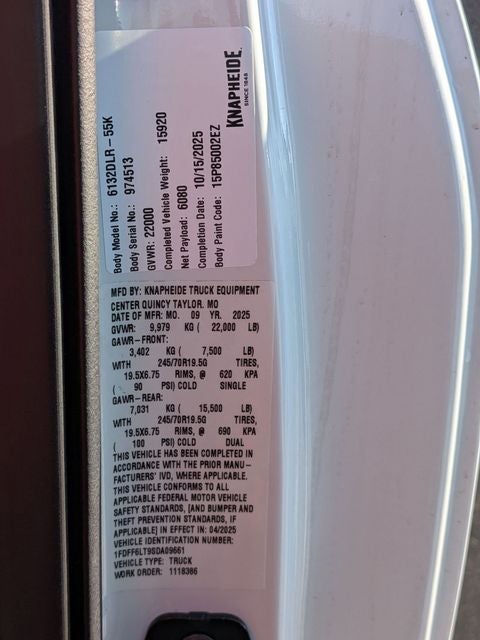 Body Model No.: 6132DLR - 55K
Body Serial No.: 974513
GVWR: 22000
Completed Vehicle Weight: 15920
Net Payload: 6080
Completion Date: 10/15/2025
Body Paint Code: 15P85002EZ
KNAPHEIDE.
SINCE 1848
MFD BY: KNAPHEIDE TRUCK EQUIPMENT
CENTER QUINCY TAYLOR. MO
DATE OF MFR: MO. 09 YR. 2025
GVWR: 9,979 KG ( 22,000 LB)
GAWR-FRONT:
3,402 KG ( 7,500 LB)
WITH 245/70R19.5G TIRES,
19.5X6.75 RIMS, @ 620 KPA
( 90 PSI) COLD SINGLE
GAWR-REAR:
7,031 KG ( 15,500 LB)
WITH 245/70R19.5G TIRES,
19.5X6.75 RIMS, @ 690 KPA
( 100 PSI) COLD DUAL
THIS VEHICLE HAS BEEN COMPLETED IN
ACCORDANCE WITH THE PRIOR MANU-
FACTURERS' IVD, WHERE APPLICABLE.
THIS VEHICLE CONFORMS TO ALL
APPLICABLE FEDERAL MOTOR VEHICLE
SAFETY STANDARDS, [AND BUMPER AND
THEFT PREVENTION STANDARDS, IF
APPLICABLE] IN EFFECT IN: 04/2025
VEHICLE IDENTIFICATION NUMBER:
1FDFF6LT9SDA09661
VEHICLE TYPE: TRUCK
WORK ORDER: 1118386